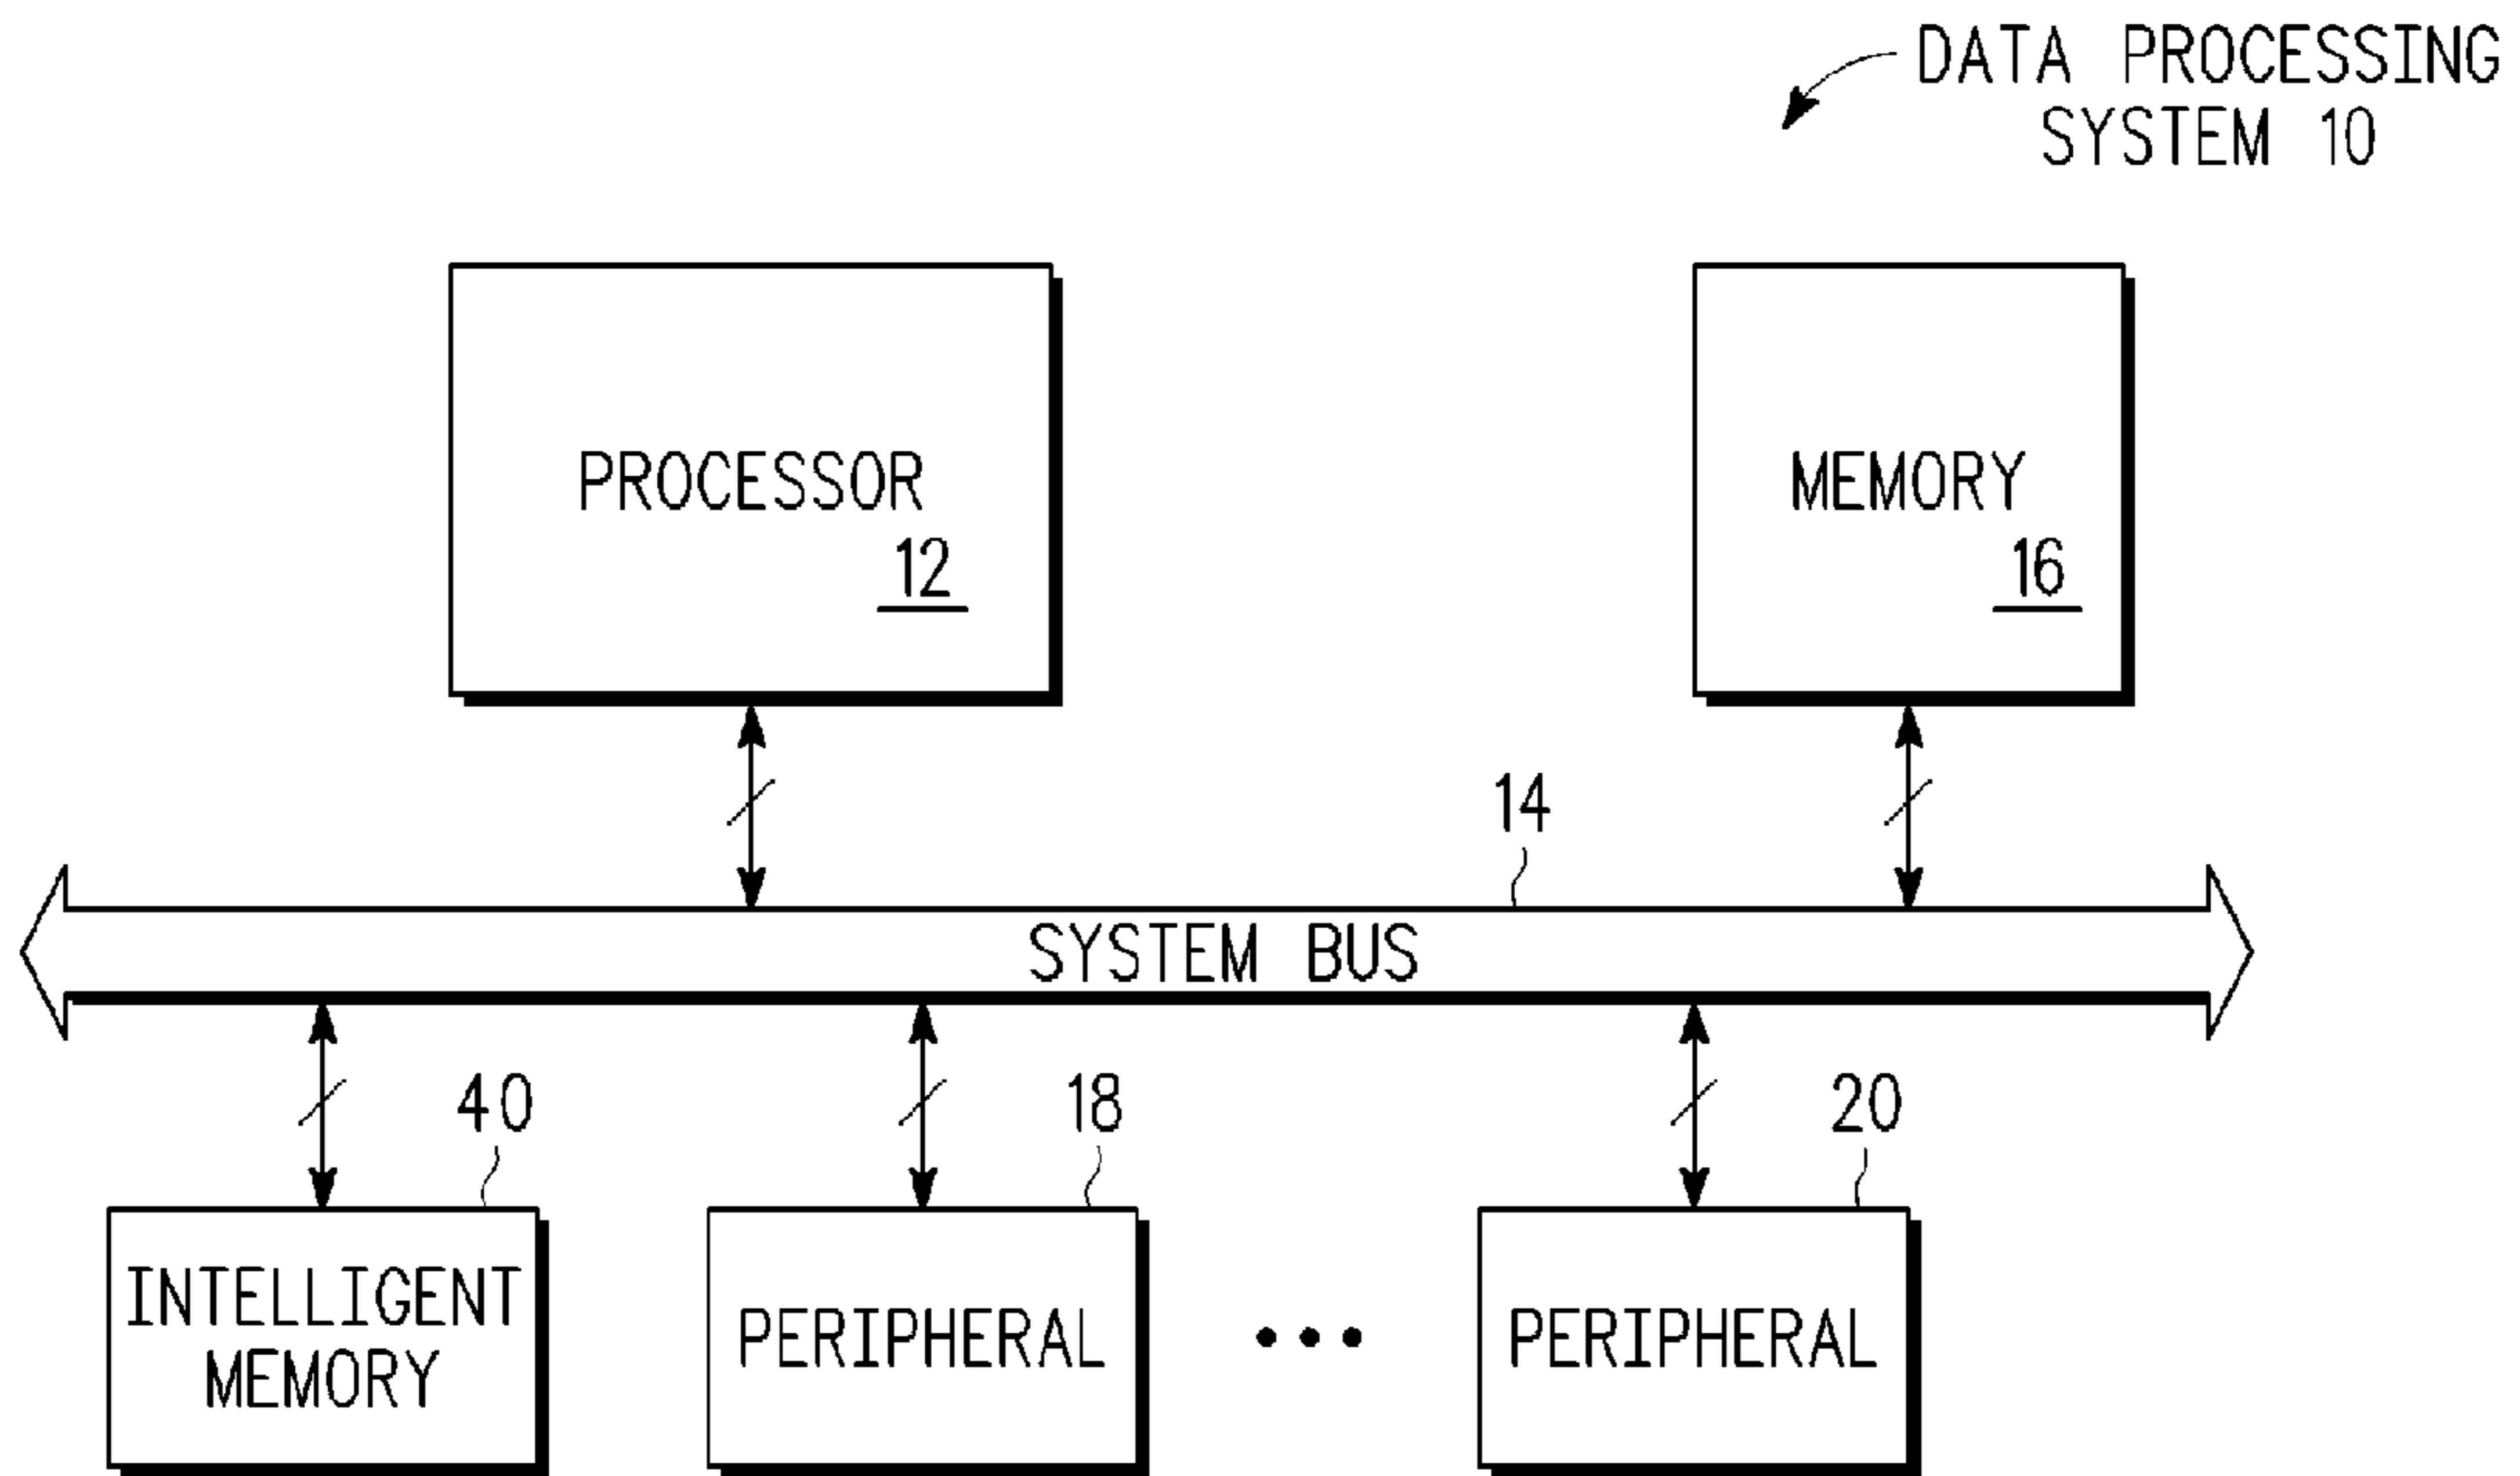 DATA PROCESSING
SYSTEM 10
PROCESSOR
12
MEMORY
16
14
SYSTEM BUS
40
18
20
INTELLIGENT
MEMORY
PERIPHERAL
PERIPHERAL